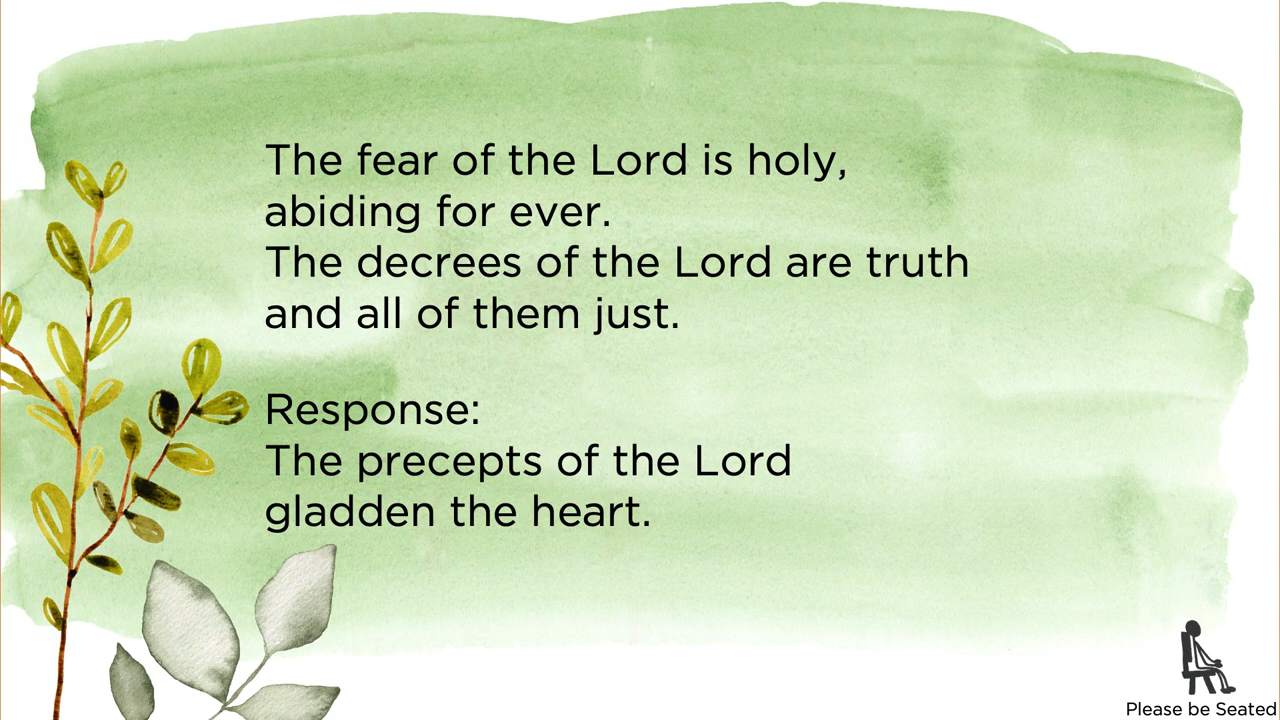 The fear of the Lord is holy,
abiding for ever.
The decrees of the Lord are truth
and all of them just.
Response:
The precepts of the Lord
gladden the heart.
Please be Seated